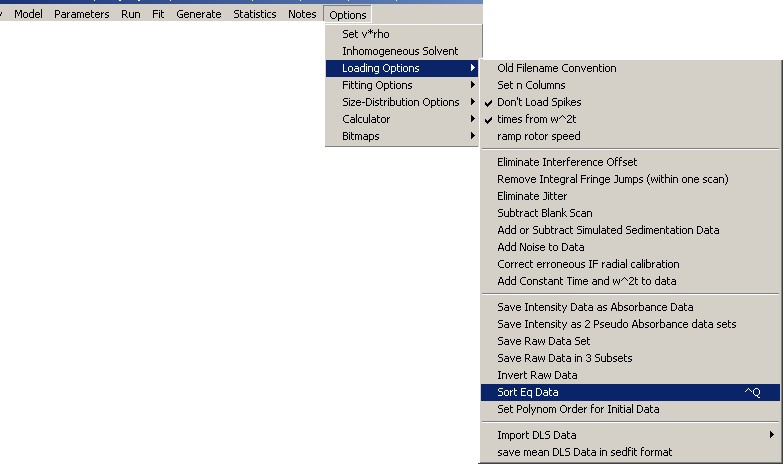 Model Parameters Run Fit Generate Statistics Notes Options
Set v*rho
Inhomogeneous Solvent
Loading Options
Fitting Options
Size-Distribution Options
Calculator
Bitmaps
Old Filename Convention
Set n Columns
Don't Load Spikes
times from w^2t
ramp rotor speed
Eliminate Interference Offset
Remove Integral Fringe Jumps (within one scan)
Eliminate Jitter
Subtract Blank Scan
Add or Subtract Simulated Sedimentation Data
Add Noise to Data
Correct erroneous IF radial calibration
Add Constant Time and w^2t to data
Save Intensity Data as Absorbance Data
Save Intensity as 2 Pseudo Absorbance data sets
Save Raw Data Set
Save Raw Data in 3 Subsets
Invert Raw Data
Sort Eq Data ^Q
Set Polynom Order for Initial Data
Import DLS Data
save mean DLS Data in sedfit format